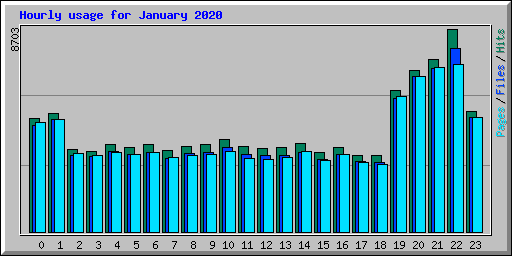 Hourly usage for January 2020
8703
Pages/Files/Hits
0 1 2 3 4 5 6 7 8 9 10 11 12 13 14 15 16 17 18 19 20 21 22 23